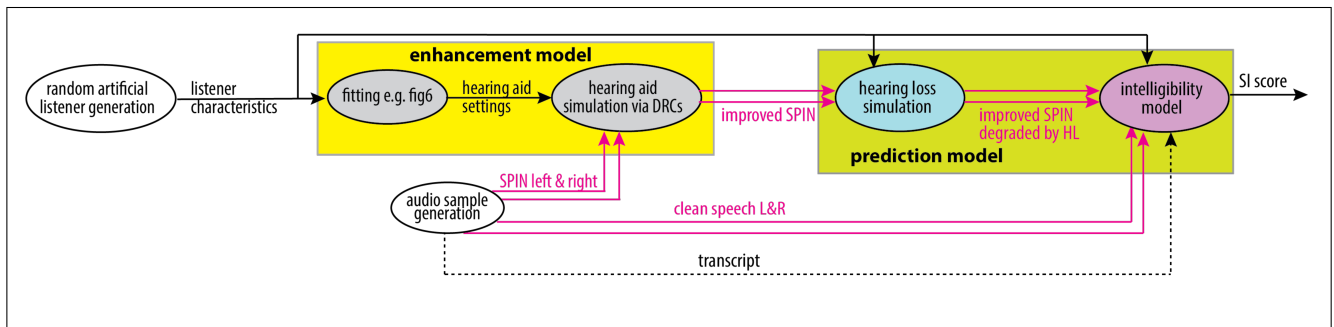 enhancement model
random artificial
listener generation
listener
characteristics
fitting e.g. fig6
hearing aid
settings
hearing aid
simulation via DRCs
improved SPIN
hearing loss
simulation
improved SPIN
degraded by HL
intelligibility
model
SI score
prediction model
SPIN left & right
audio sample
generation
clean speech L&R
transcript